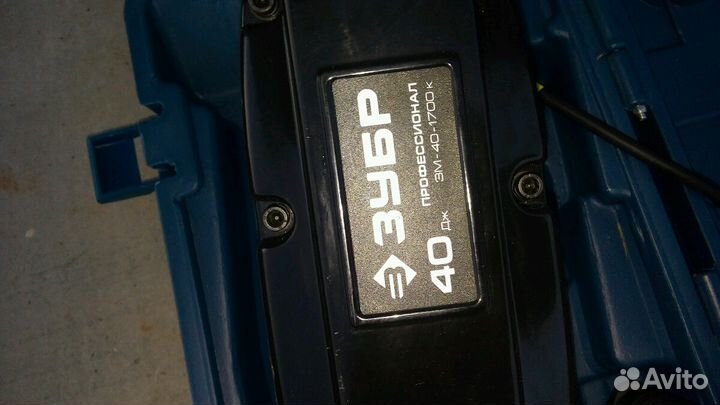 ЗУБР
ПРОФЕССИОНАЛ
ЗМ-40-1700 К
40 Дж
Avito